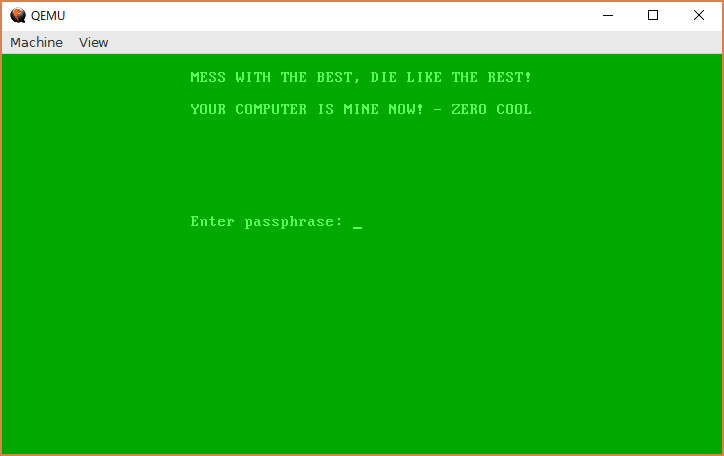 QEMU
Machine View
MESS WITH THE BEST, DIE LIKE THE REST!
YOUR COMPUTER IS MINE NOW! - ZERO COOL
Enter passphrase: _